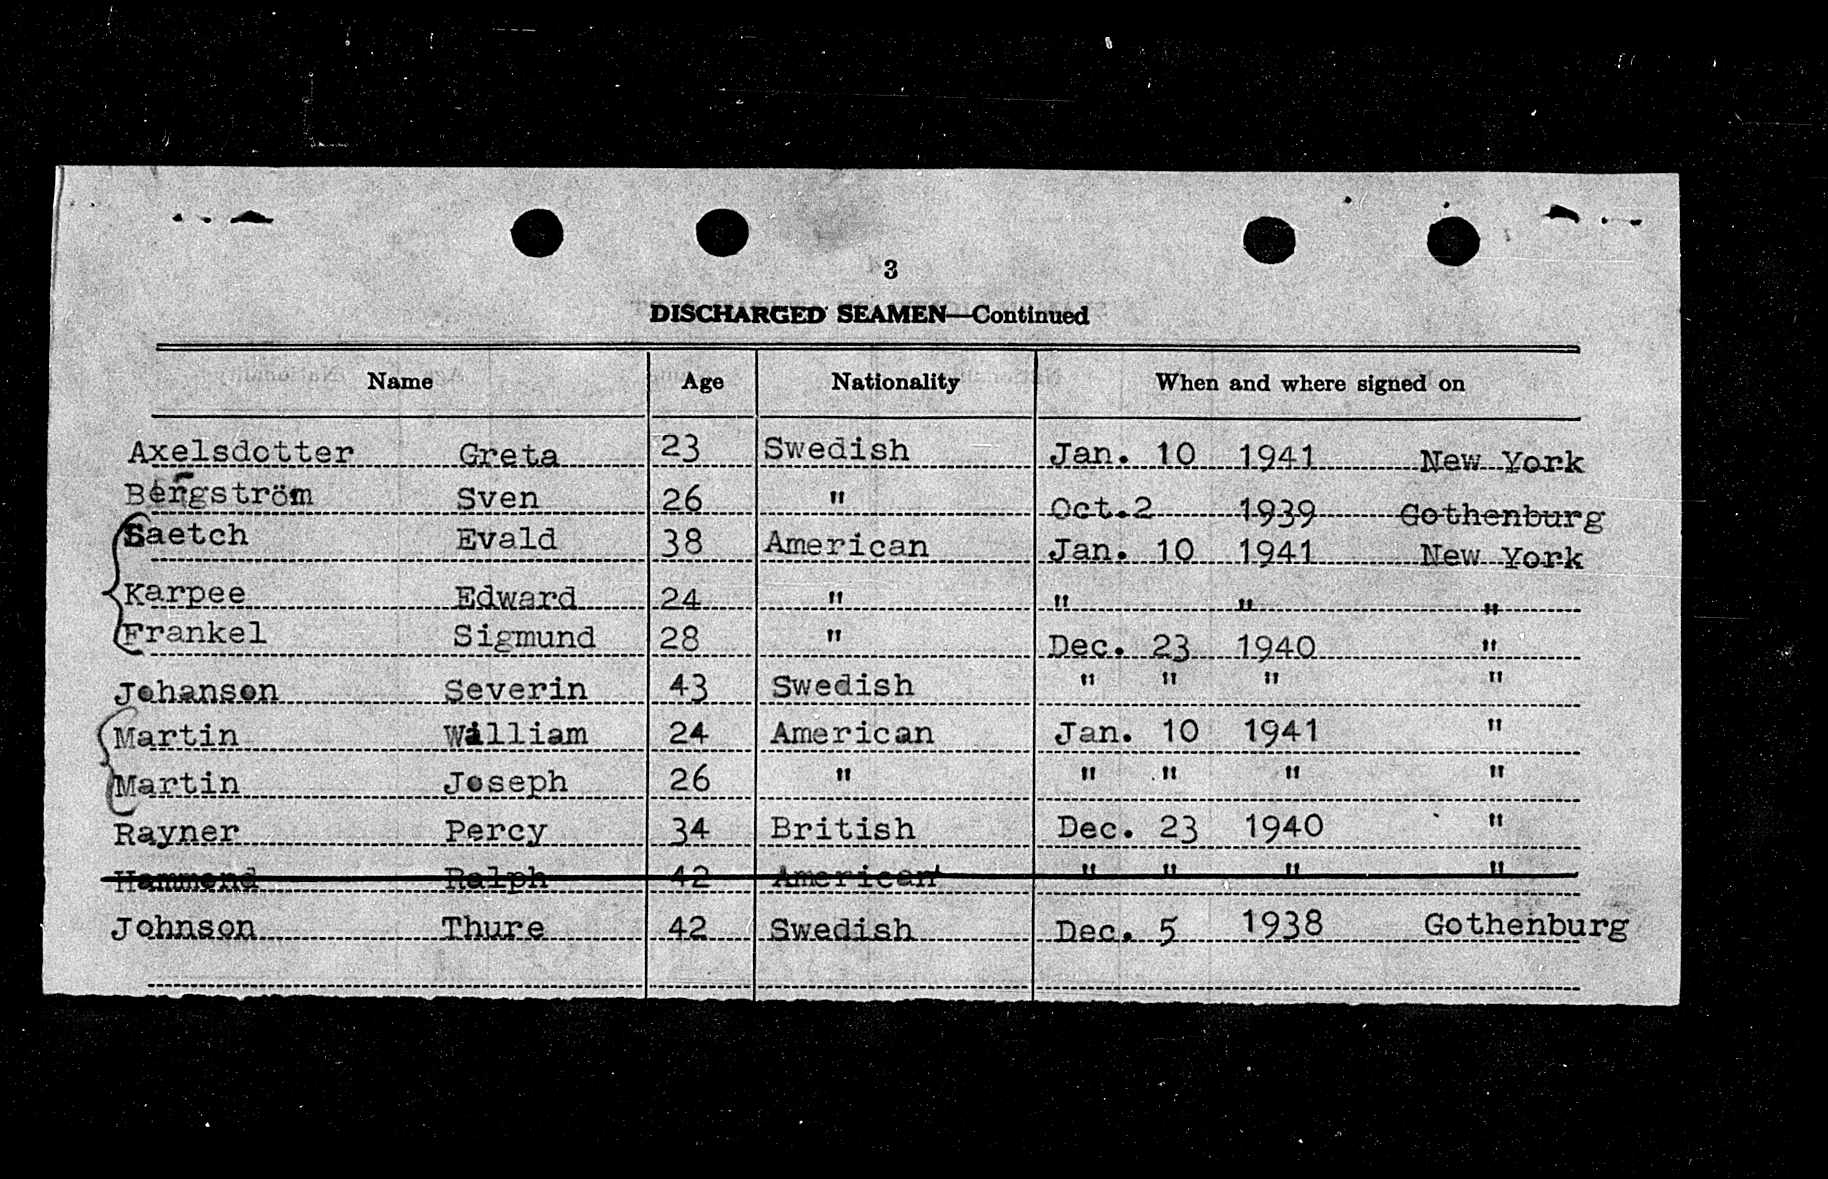 3
DISCHARGED SEAMEN—Continued
Name Age Nationality When and where signed on
Axelsdotter Greta 23 Swedish Jan. 10 1941 New York
Bergström Sven 26 " Oct.2 1939 Gothenburg
Saetch Evald 38 American Jan. 10 1941 New York
Karpee Edward 24 " " " "
Frankel Sigmund 28 " Dec. 23 1940 "
Johanson Severin 43 Swedish " " " "
Martin William 24 American Jan. 10 1941 "
Martin Joseph 26 " " " " "
Rayner Percy 34 British Dec. 23 1940 "
Hammond Ralph 42 American " " " "
Johnson Thure 42 Swedish Dec. 5 1938 Gothenburg